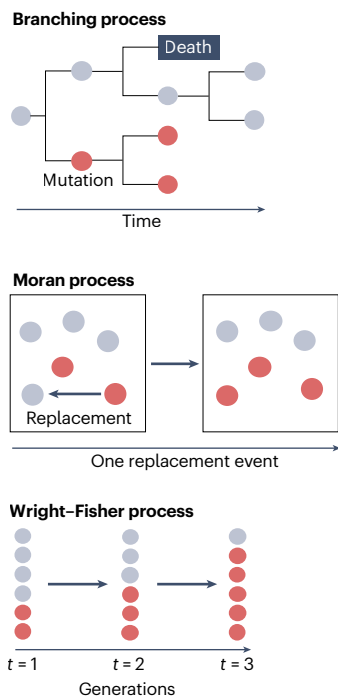 Branching process
Death
Mutation
Time
Moran process
Replacement
One replacement event
Wright–Fisher process
t = 1 t = 2 t = 3
Generations